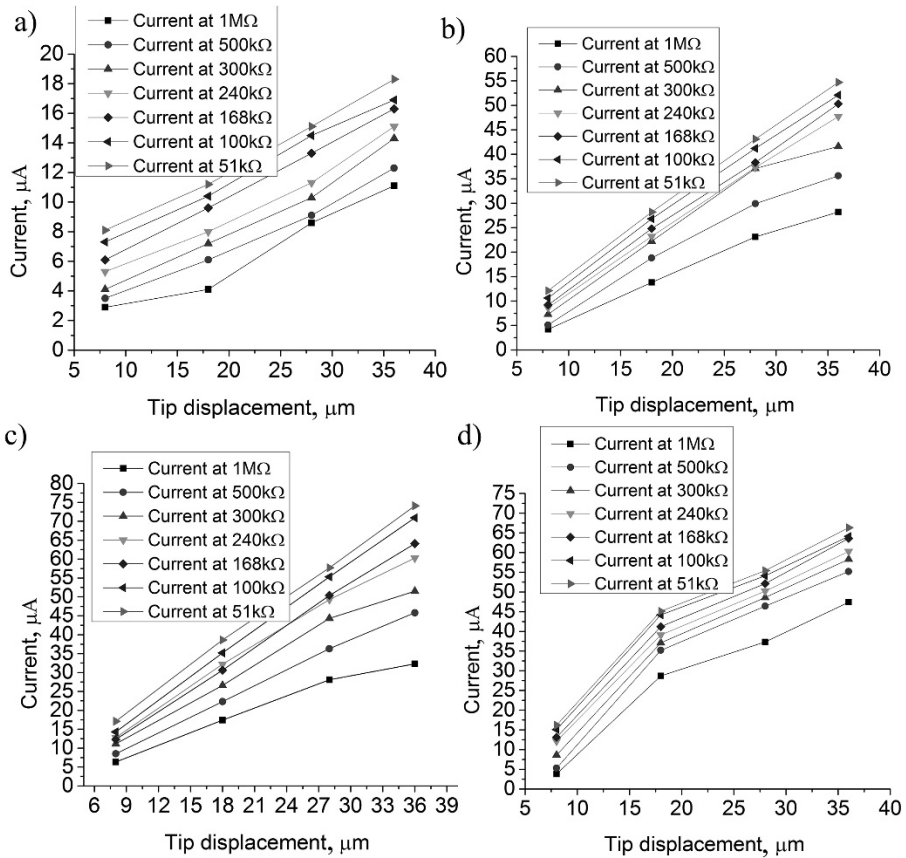 a)
Current at 1MΩ
Current at 500kΩ
Current at 300kΩ
Current at 240kΩ
Current at 168kΩ
Current at 100kΩ
Current at 51kΩ
20
18
16
14
12
10
8
6
4
2
0
Current, μA
5 10 15 20 25 30 35 40
Tip displacement, μm
b)
Current at 1MΩ
Current at 500kΩ
Current at 300kΩ
Current at 240kΩ
Current at 168kΩ
Current at 100kΩ
Current at 51kΩ
60
55
50
45
40
35
30
25
20
15
10
5
0
Current, μA
5 10 15 20 25 30 35 40
Tip displacement, μm
c)
Current at 1MΩ
Current at 500kΩ
Current at 300kΩ
Current at 240kΩ
Current at 168kΩ
Current at 100kΩ
Current at 51kΩ
80
75
70
65
60
55
50
45
40
35
30
25
20
15
10
5
0
Current, μA
6 9 12 15 18 21 24 27 30 33 36 39
Tip displacement, μm
d)
Current at 1MΩ
Current at 500kΩ
Current at 300kΩ
Current at 240kΩ
Current at 168kΩ
Current at 100kΩ
Current at 51kΩ
75
70
65
60
55
50
45
40
35
30
25
20
15
10
5
0
Current, μA
5 10 15 20 25 30 35 40
Tip displacement, μm